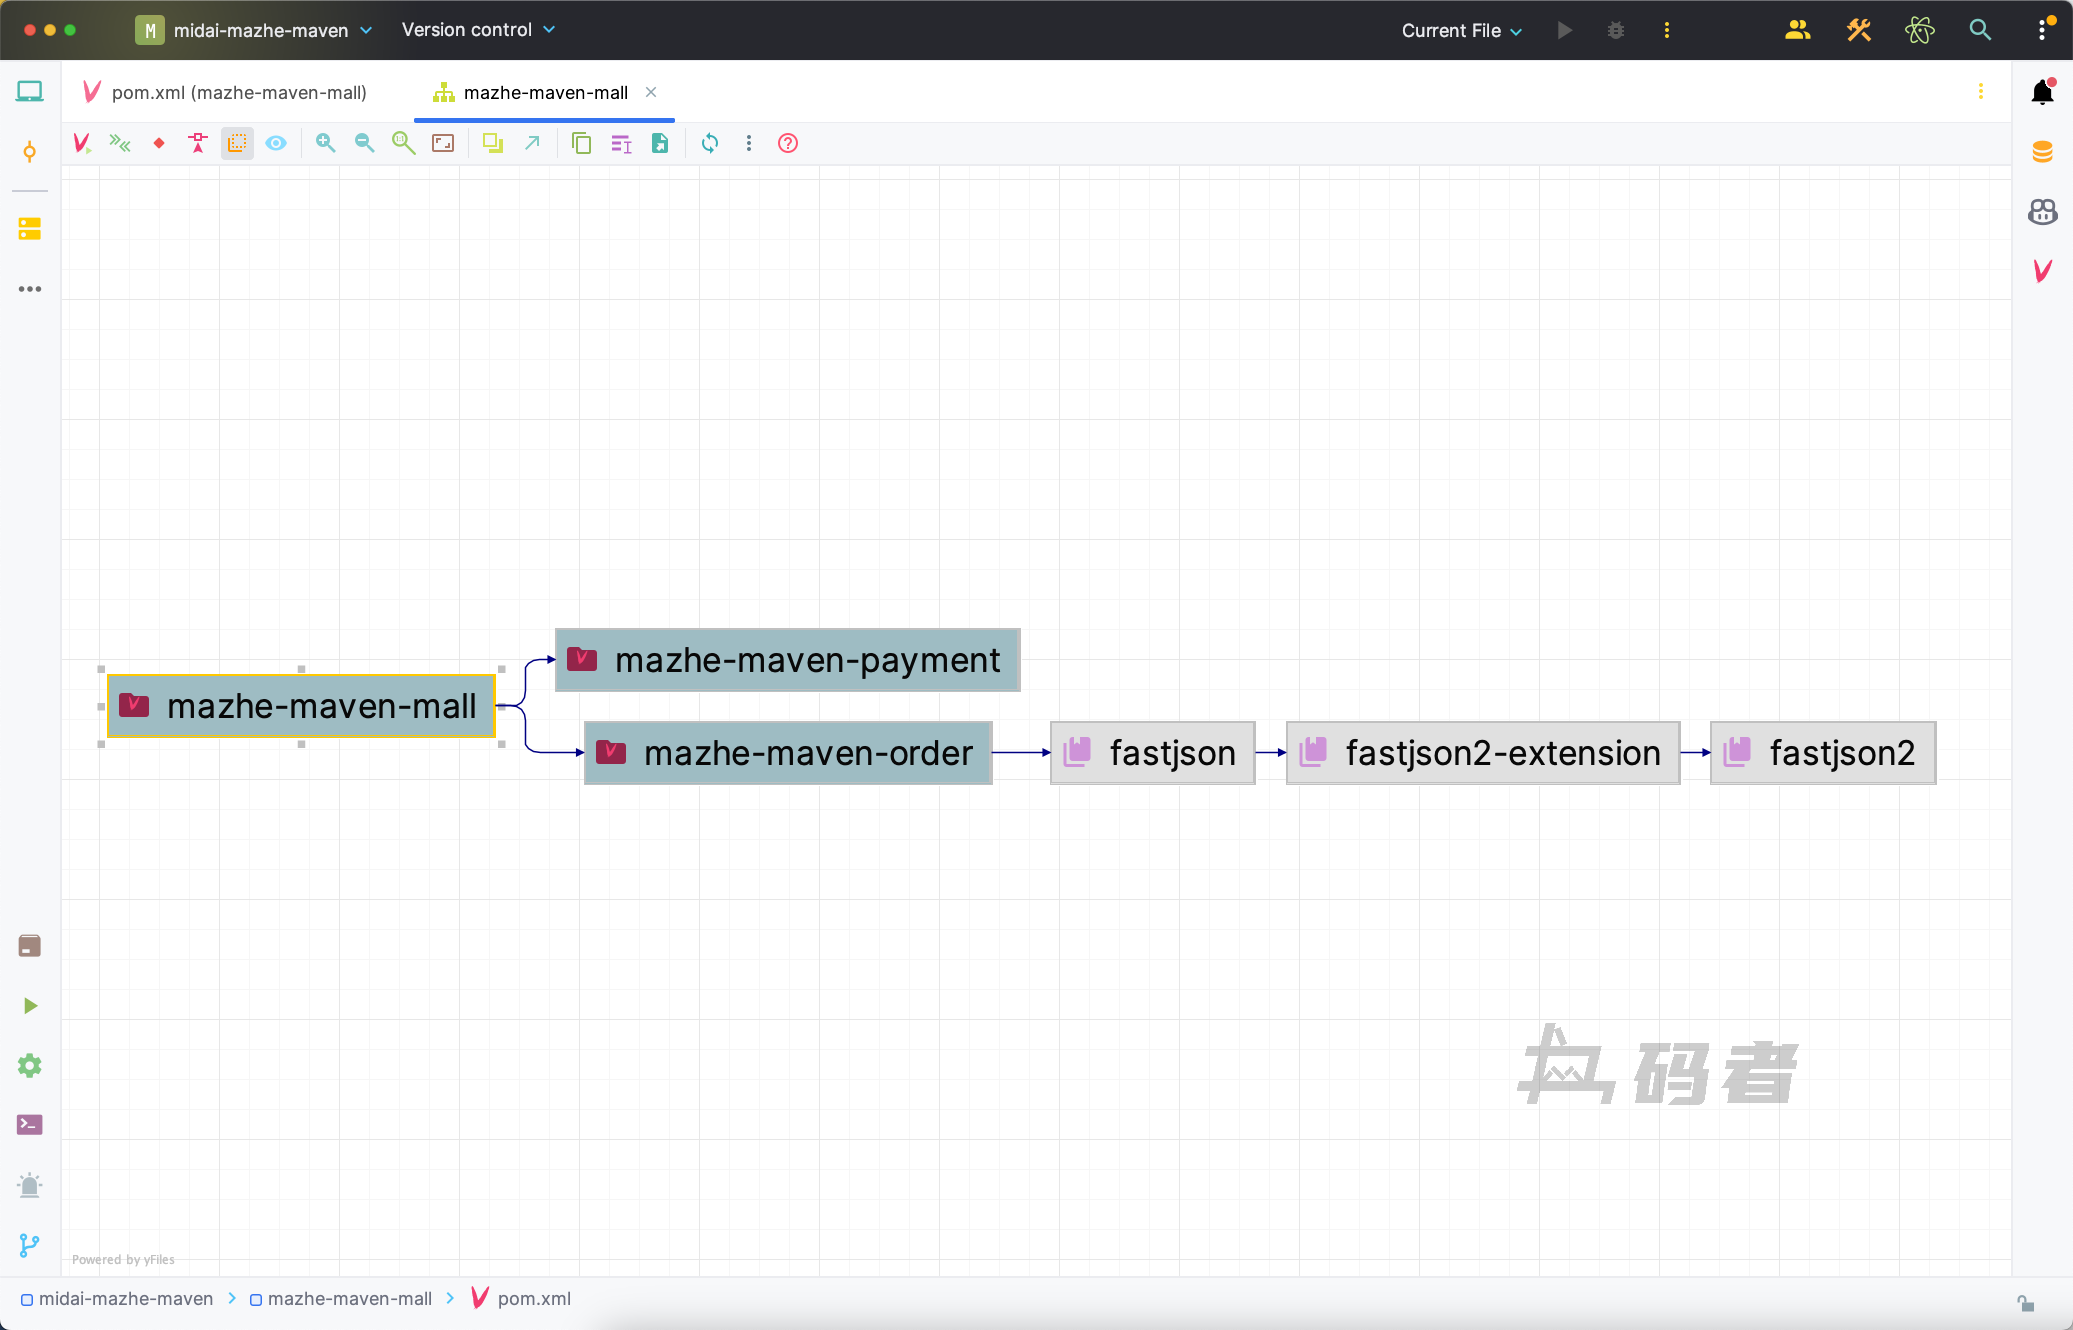 M midai-mazhe-maven Version control Current File
pom.xml (mazhe-maven-mall) mazhe-maven-mall
1:1
mazhe-maven-payment
mazhe-maven-mall
mazhe-maven-order fastjson fastjson2-extension fastjson2
码者
Powered by yFiles
midai-mazhe-maven mazhe-maven-mall pom.xml